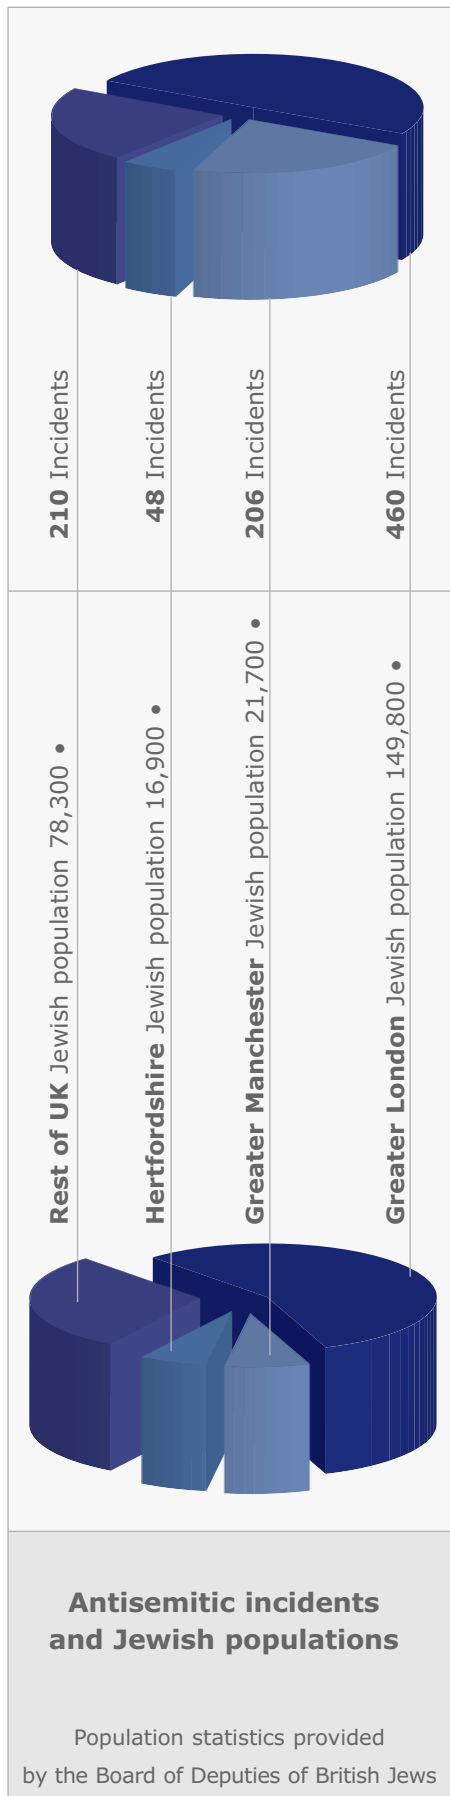 210 Incidents
48 Incidents
206 Incidents
460 Incidents
Rest of UK Jewish population 78,300 •
Hertfordshire Jewish population 16,900 •
Greater Manchester Jewish population 21,700 •
Greater London Jewish population 149,800 •
Antisemitic incidents
and Jewish populations
Population statistics provided
by the Board of Deputies of British Jews